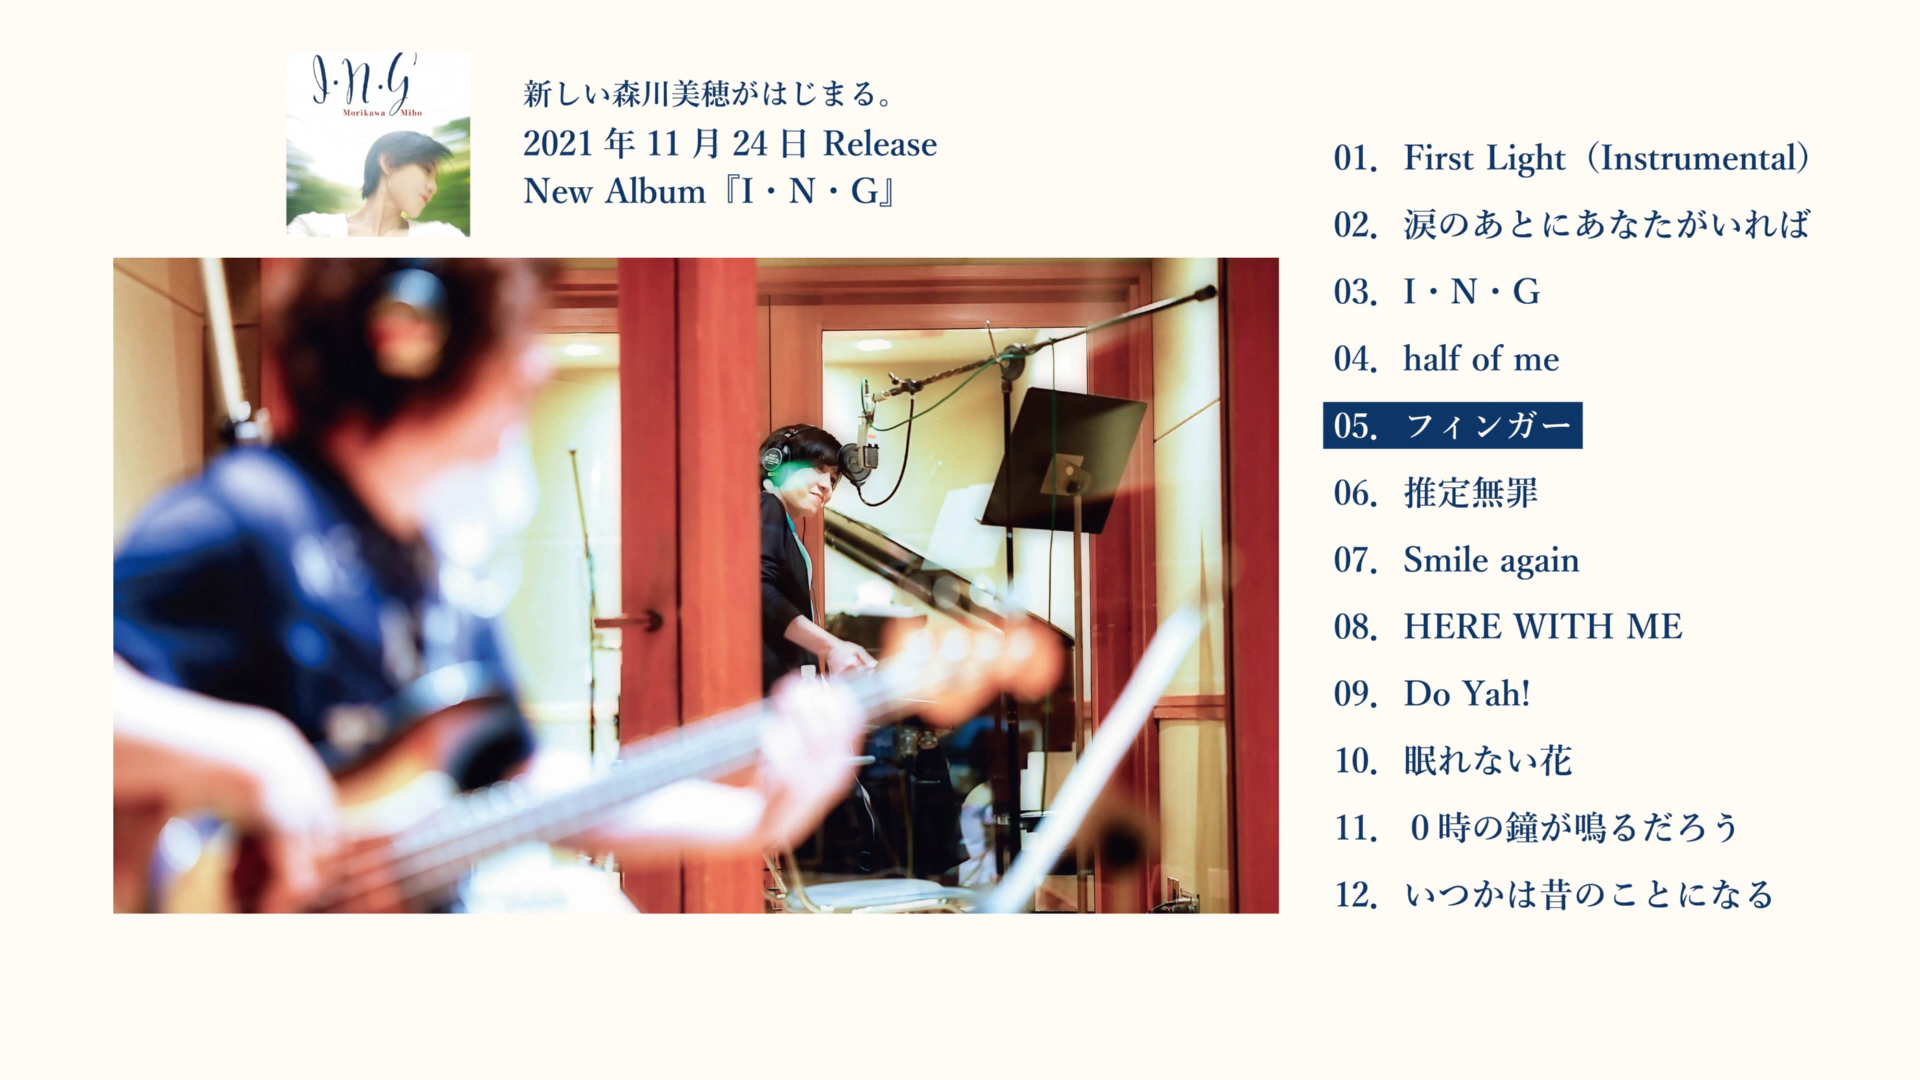 I・N・G
Morikawa Miho
新しい森川美穂がはじまる。
2021年11月24日 Release
New Album『I・N・G』
01. First Light（Instrumental）
02. 涙のあとにあなたがいれば
03. I・N・G
04. half of me
05. フィンガー
06. 推定無罪
07. Smile again
08. HERE WITH ME
09. Do Yah!
10. 眠れない花
11. 0時の鐘が鳴るだろう
12. いつかは昔のことになる